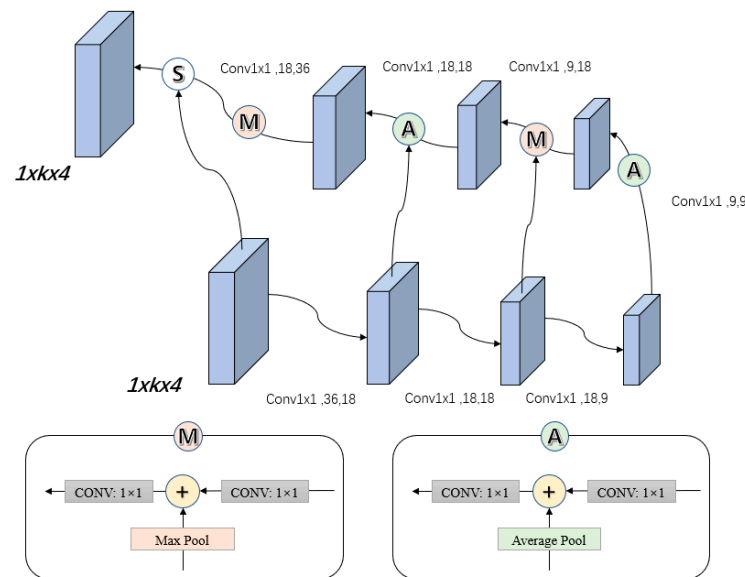 S
Conv1x1 ,18,36
Conv1x1 ,18,18
Conv1x1 ,9,18
M
A
M
A
1xkx4
Conv1x1 ,9,9
1xkx4
Conv1x1 ,36,18
Conv1x1 ,18,18
Conv1x1 ,18,9
M
CONV: 1×1
+
CONV: 1×1
Max Pool
A
CONV: 1×1
+
CONV: 1×1
Average Pool